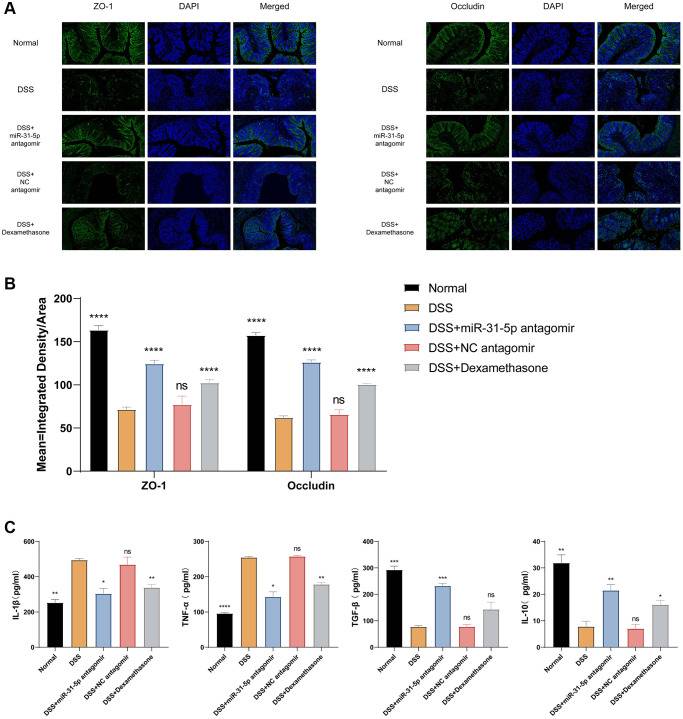 A
ZO-1 DAPI Merged
Occludin DAPI Merged
Normal
DSS
DSS+
miR-31-5p
antagomir
DSS+
NC
antagomir
DSS+
Dexamethasone
Normal
DSS
DSS+
miR-31-5p
antagomir
DSS+
NC
antagomir
DSS+
Dexamethasone
B
Mean=Integrated Density/Area
200
150
100
50
0
**** **** ns ****
**** **** ns ****
ZO-1 Occludin
Normal
DSS
DSS+miR-31-5p antagomir
DSS+NC antagomir
DSS+Dexamethasone
C
IL-1β(pg/ml)
600
400
200
0
** * ns **
Normal
DSS
DSS+miR-31-5p antagomir
DSS+NC antagomir
DSS+Dexamethasone
TNF-α( pg/ml)
300
200
100
0
**** * ns **
Normal
DSS
DSS+miR-31-5p antagomir
DSS+NC antagomir
DSS+Dexamethasone
TGF-β( pg/ml)
400
300
200
100
0
*** *** ns ns
Normal
DSS
DSS+miR-31-5p antagomir
DSS+NC antagomir
DSS+Dexamethasone
IL-10( pg/ml)
40
30
20
10
0
** ** ns *
Normal
DSS
DSS+miR-31-5p antagomir
DSS+NC antagomir
DSS+Dexamethasone